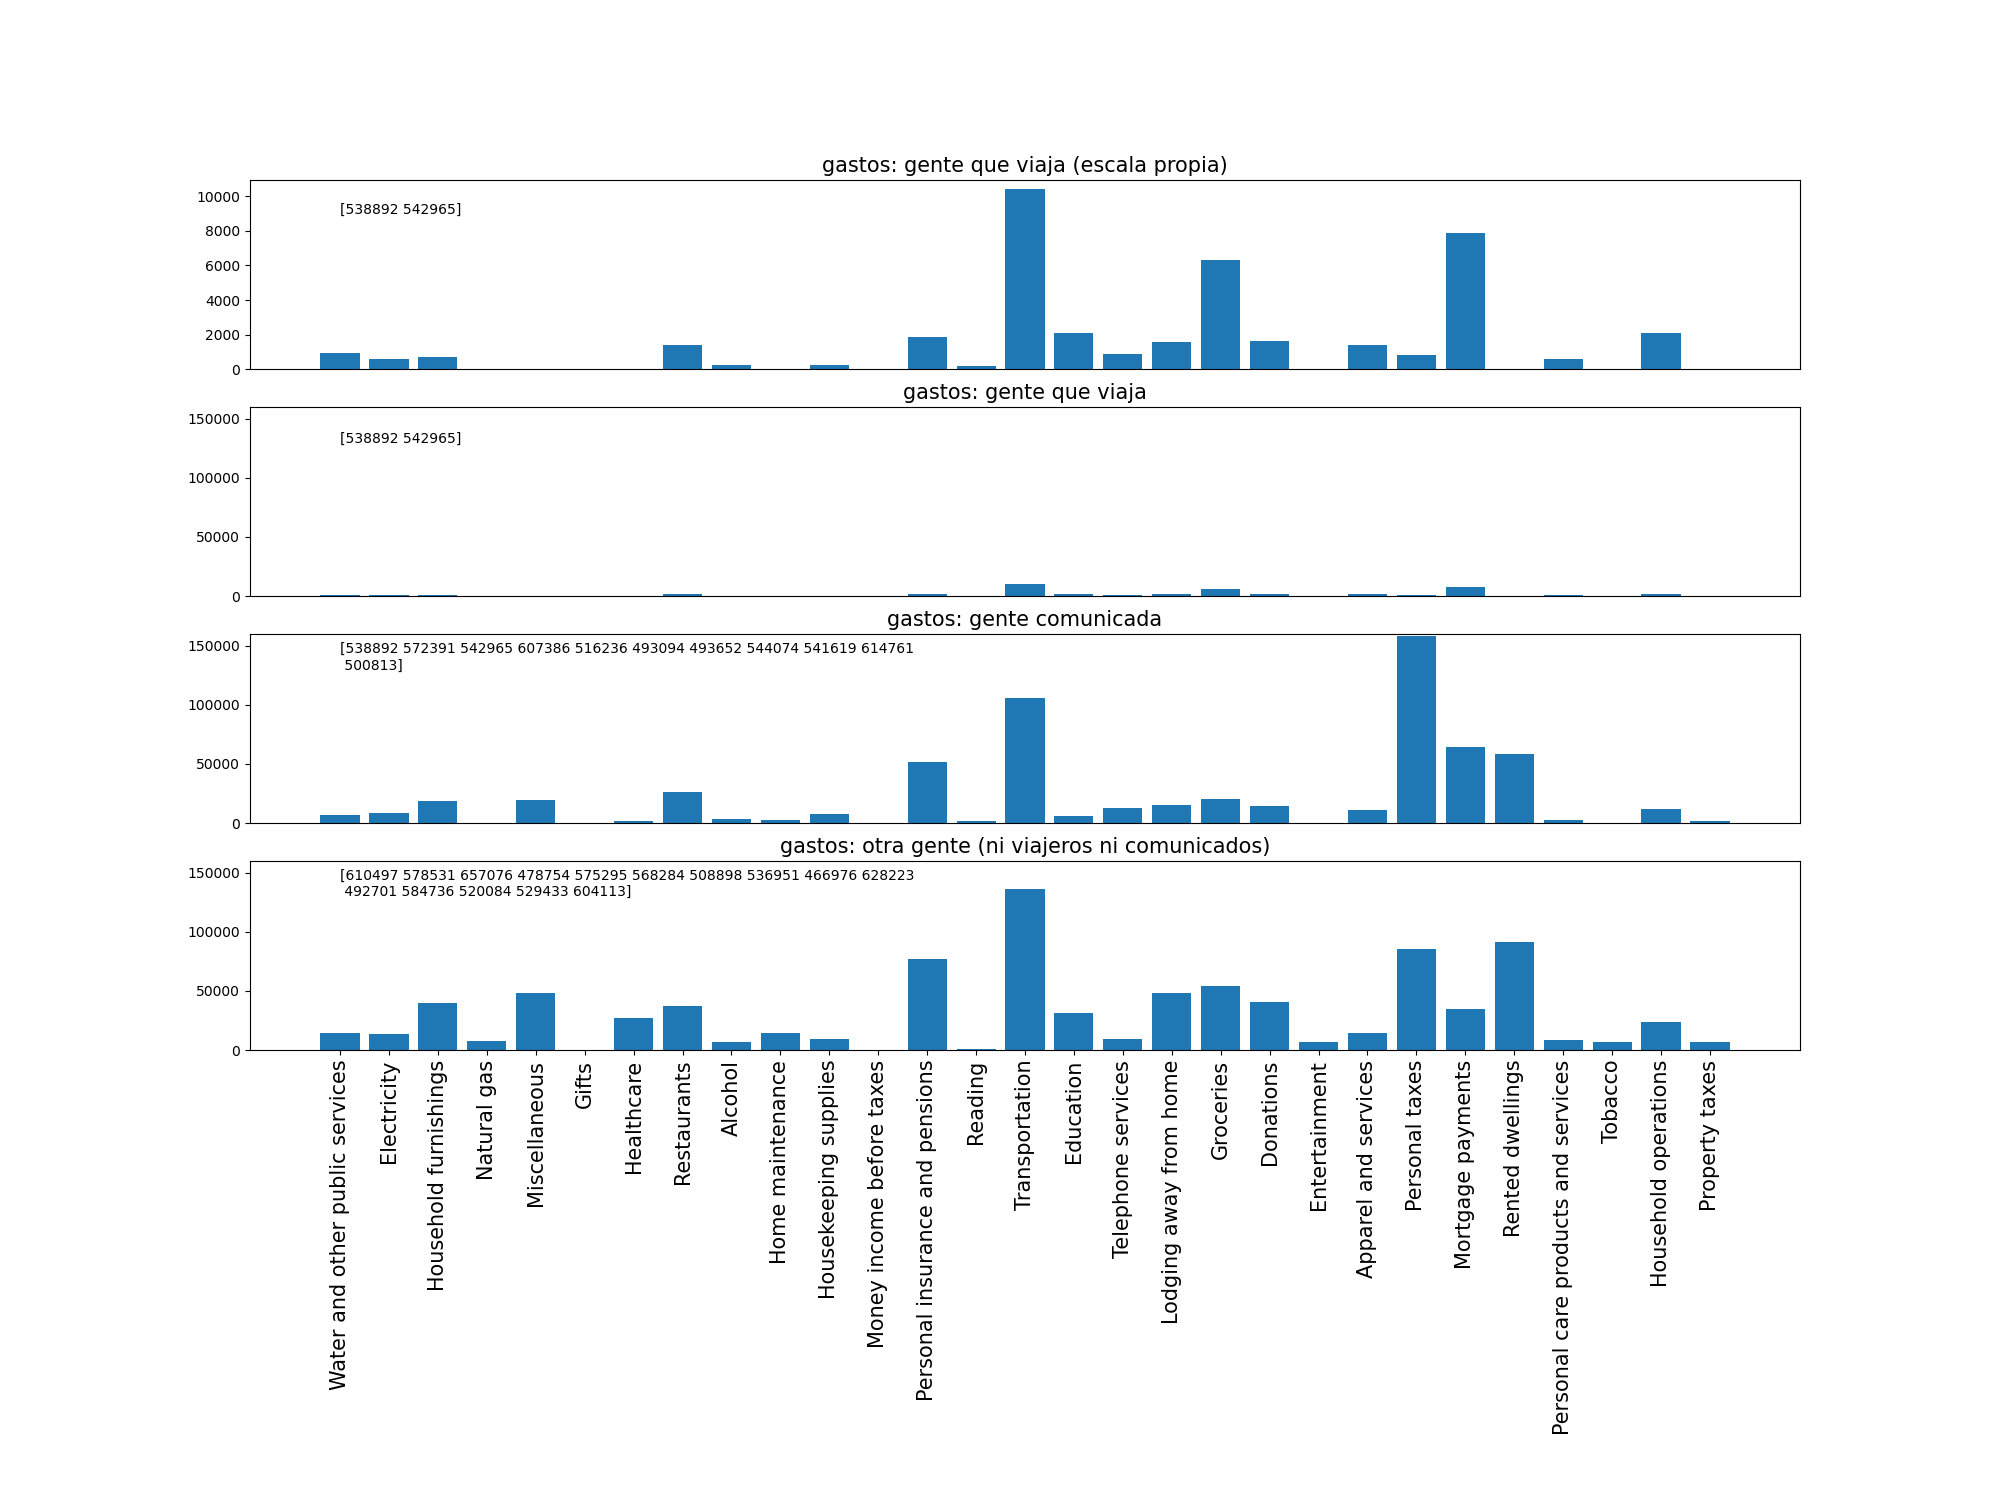 gastos: gente que viaja (escala propia)
10000
8000
6000
4000
2000
0
[538892 542965]
gastos: gente que viaja
150000
100000
50000
0
[538892 542965]
gastos: gente comunicada
150000
100000
50000
0
[538892 572391 542965 607386 516236 493094 493652 544074 541619 614761
500813]
gastos: otra gente (ni viajeros ni comunicados)
150000
100000
50000
0
[610497 578531 657076 478754 575295 568284 508898 536951 466976 628223
492701 584736 520084 529433 604113]
Water and other public services
Electricity
Household furnishings
Natural gas
Miscellaneous
Gifts
Healthcare
Restaurants
Alcohol
Home maintenance
Housekeeping supplies
Money income before taxes
Personal insurance and pensions
Reading
Transportation
Education
Telephone services
Lodging away from home
Groceries
Donations
Entertainment
Apparel and services
Personal taxes
Mortgage payments
Rented dwellings
Personal care products and services
Tobacco
Household operations
Property taxes